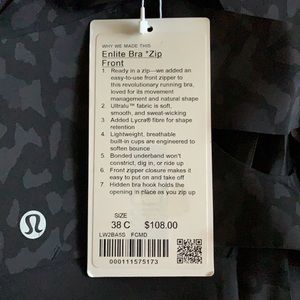 WHY WE MADE THIS
Enlite Bra *Zip
Front
1. Ready in a zip—we added an
easy-to-use front zipper to
this revolutionary running bra,
loved for its movement
management and natural shape
2. Ultralu™ fabric is soft,
smooth, and sweat-wicking
3. Added Lycra® fibre for shape
retention
4. Lightweight, breathable
built-in cups are engineered to
soften bounce
5. Bonded underband won't
constrict, dig in, or ride up
6. Front zipper closure makes it
easy to put on and take off
7. Hidden bra hook holds the
opening in place as you zip up
SIZE
38 C $108.00
LW2BA5S FCMD
000111575173